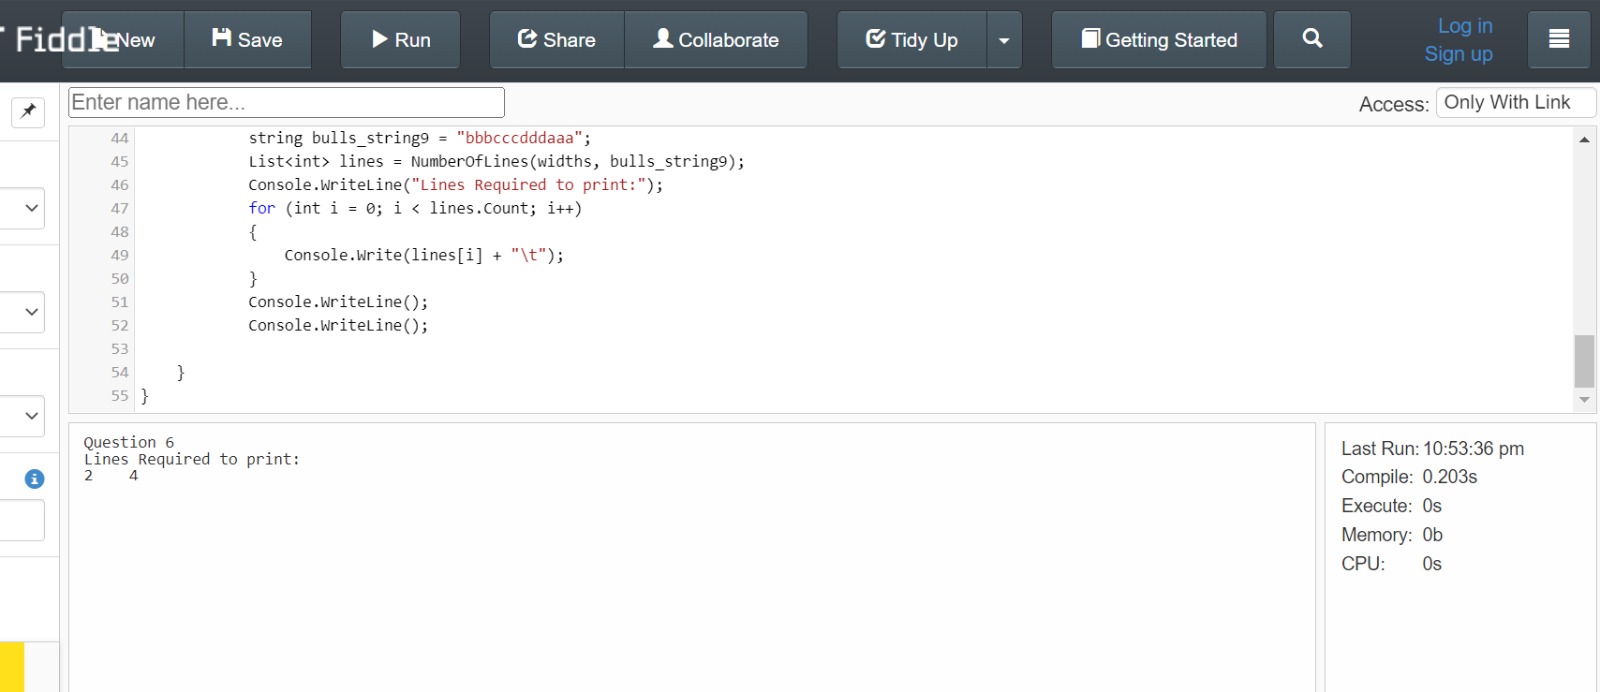 Fiddle New Save Run Share Collaborate Tidy Up Getting Started Log in
Sign up
Enter name here... Access: Only With Link
44 string bulls_string9 = "bbbcccdddaaa";
45 List<int> lines = NumberOfLines(widths, bulls_string9);
46 Console.WriteLine("Lines Required to print:");
47 for (int i = 0; i < lines.Count; i++)
48 {
49 Console.Write(lines[i] + "\t");
50 }
51 Console.WriteLine();
52 Console.WriteLine();
53
54 }
55 }
Question 6
Lines Required to print:
2 4
Last Run: 10:53:36 pm
Compile: 0.203s
Execute: 0s
Memory: 0b
CPU: 0s